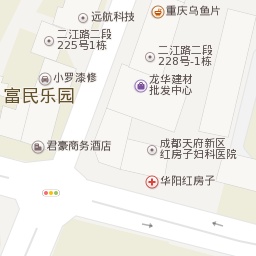 远航科技
重庆乌鱼片
二江路二段
225号1栋
二江路二段
228号-1栋
小罗漆修
龙华建材
批发中心
富民乐园
君豪商务酒店
成都天府新区
红房子妇科医院
华阳红房子